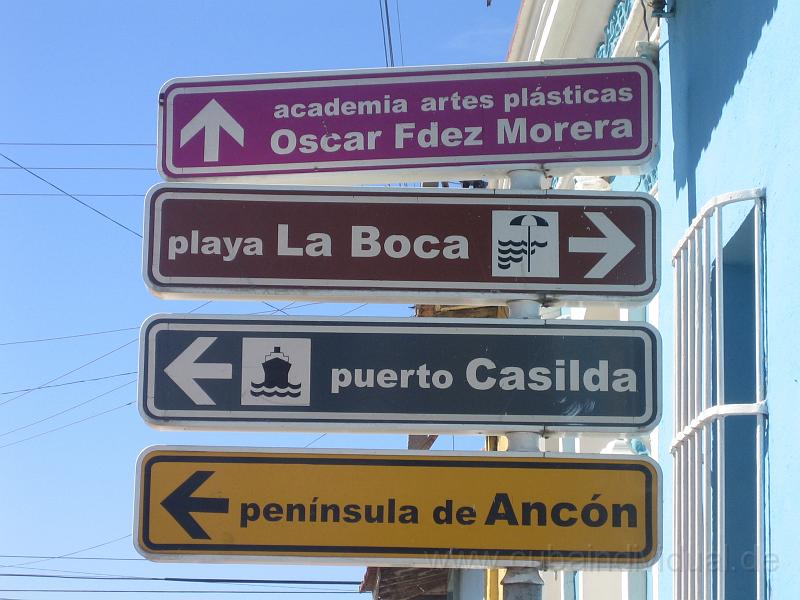 academia artes plásticas
Oscar Fdez Morera
playa La Boca
puerto Casilda
península de Ancón
www.cubaindividual.de